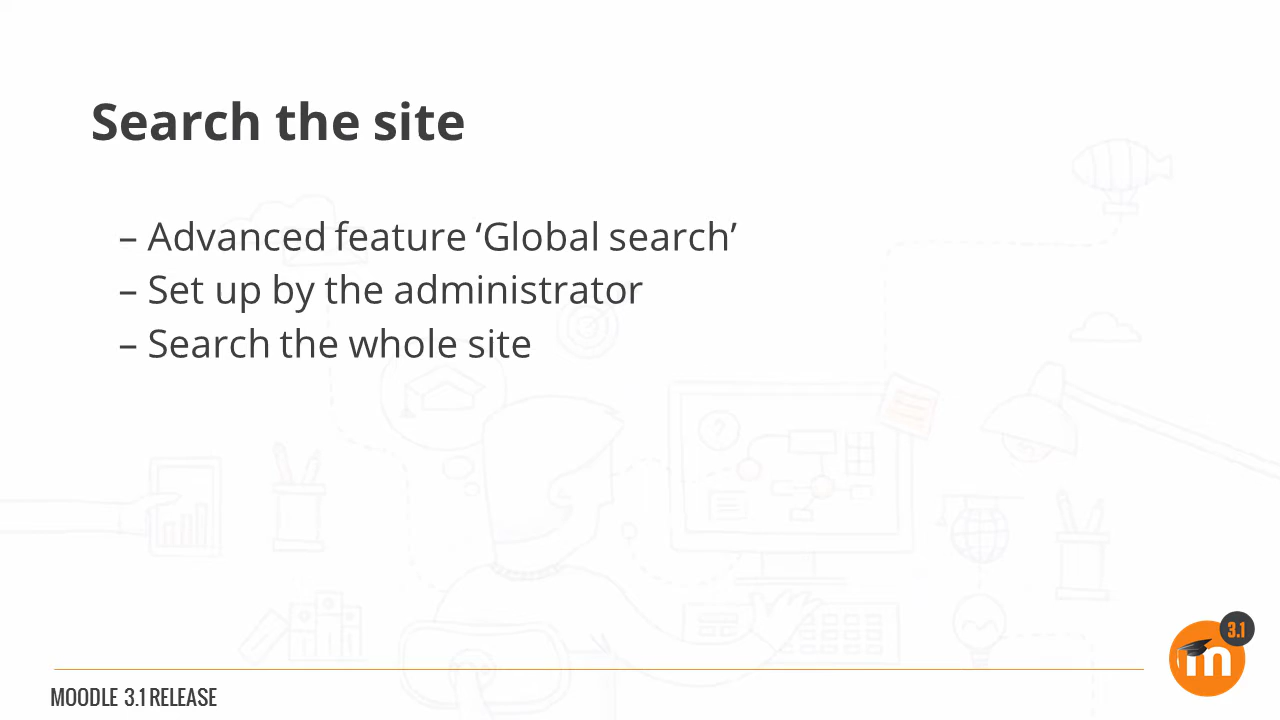 Search the site
– Advanced feature ‘Global search’
– Set up by the administrator
– Search the whole site
3.1
m
MOODLE 3.1 RELEASE